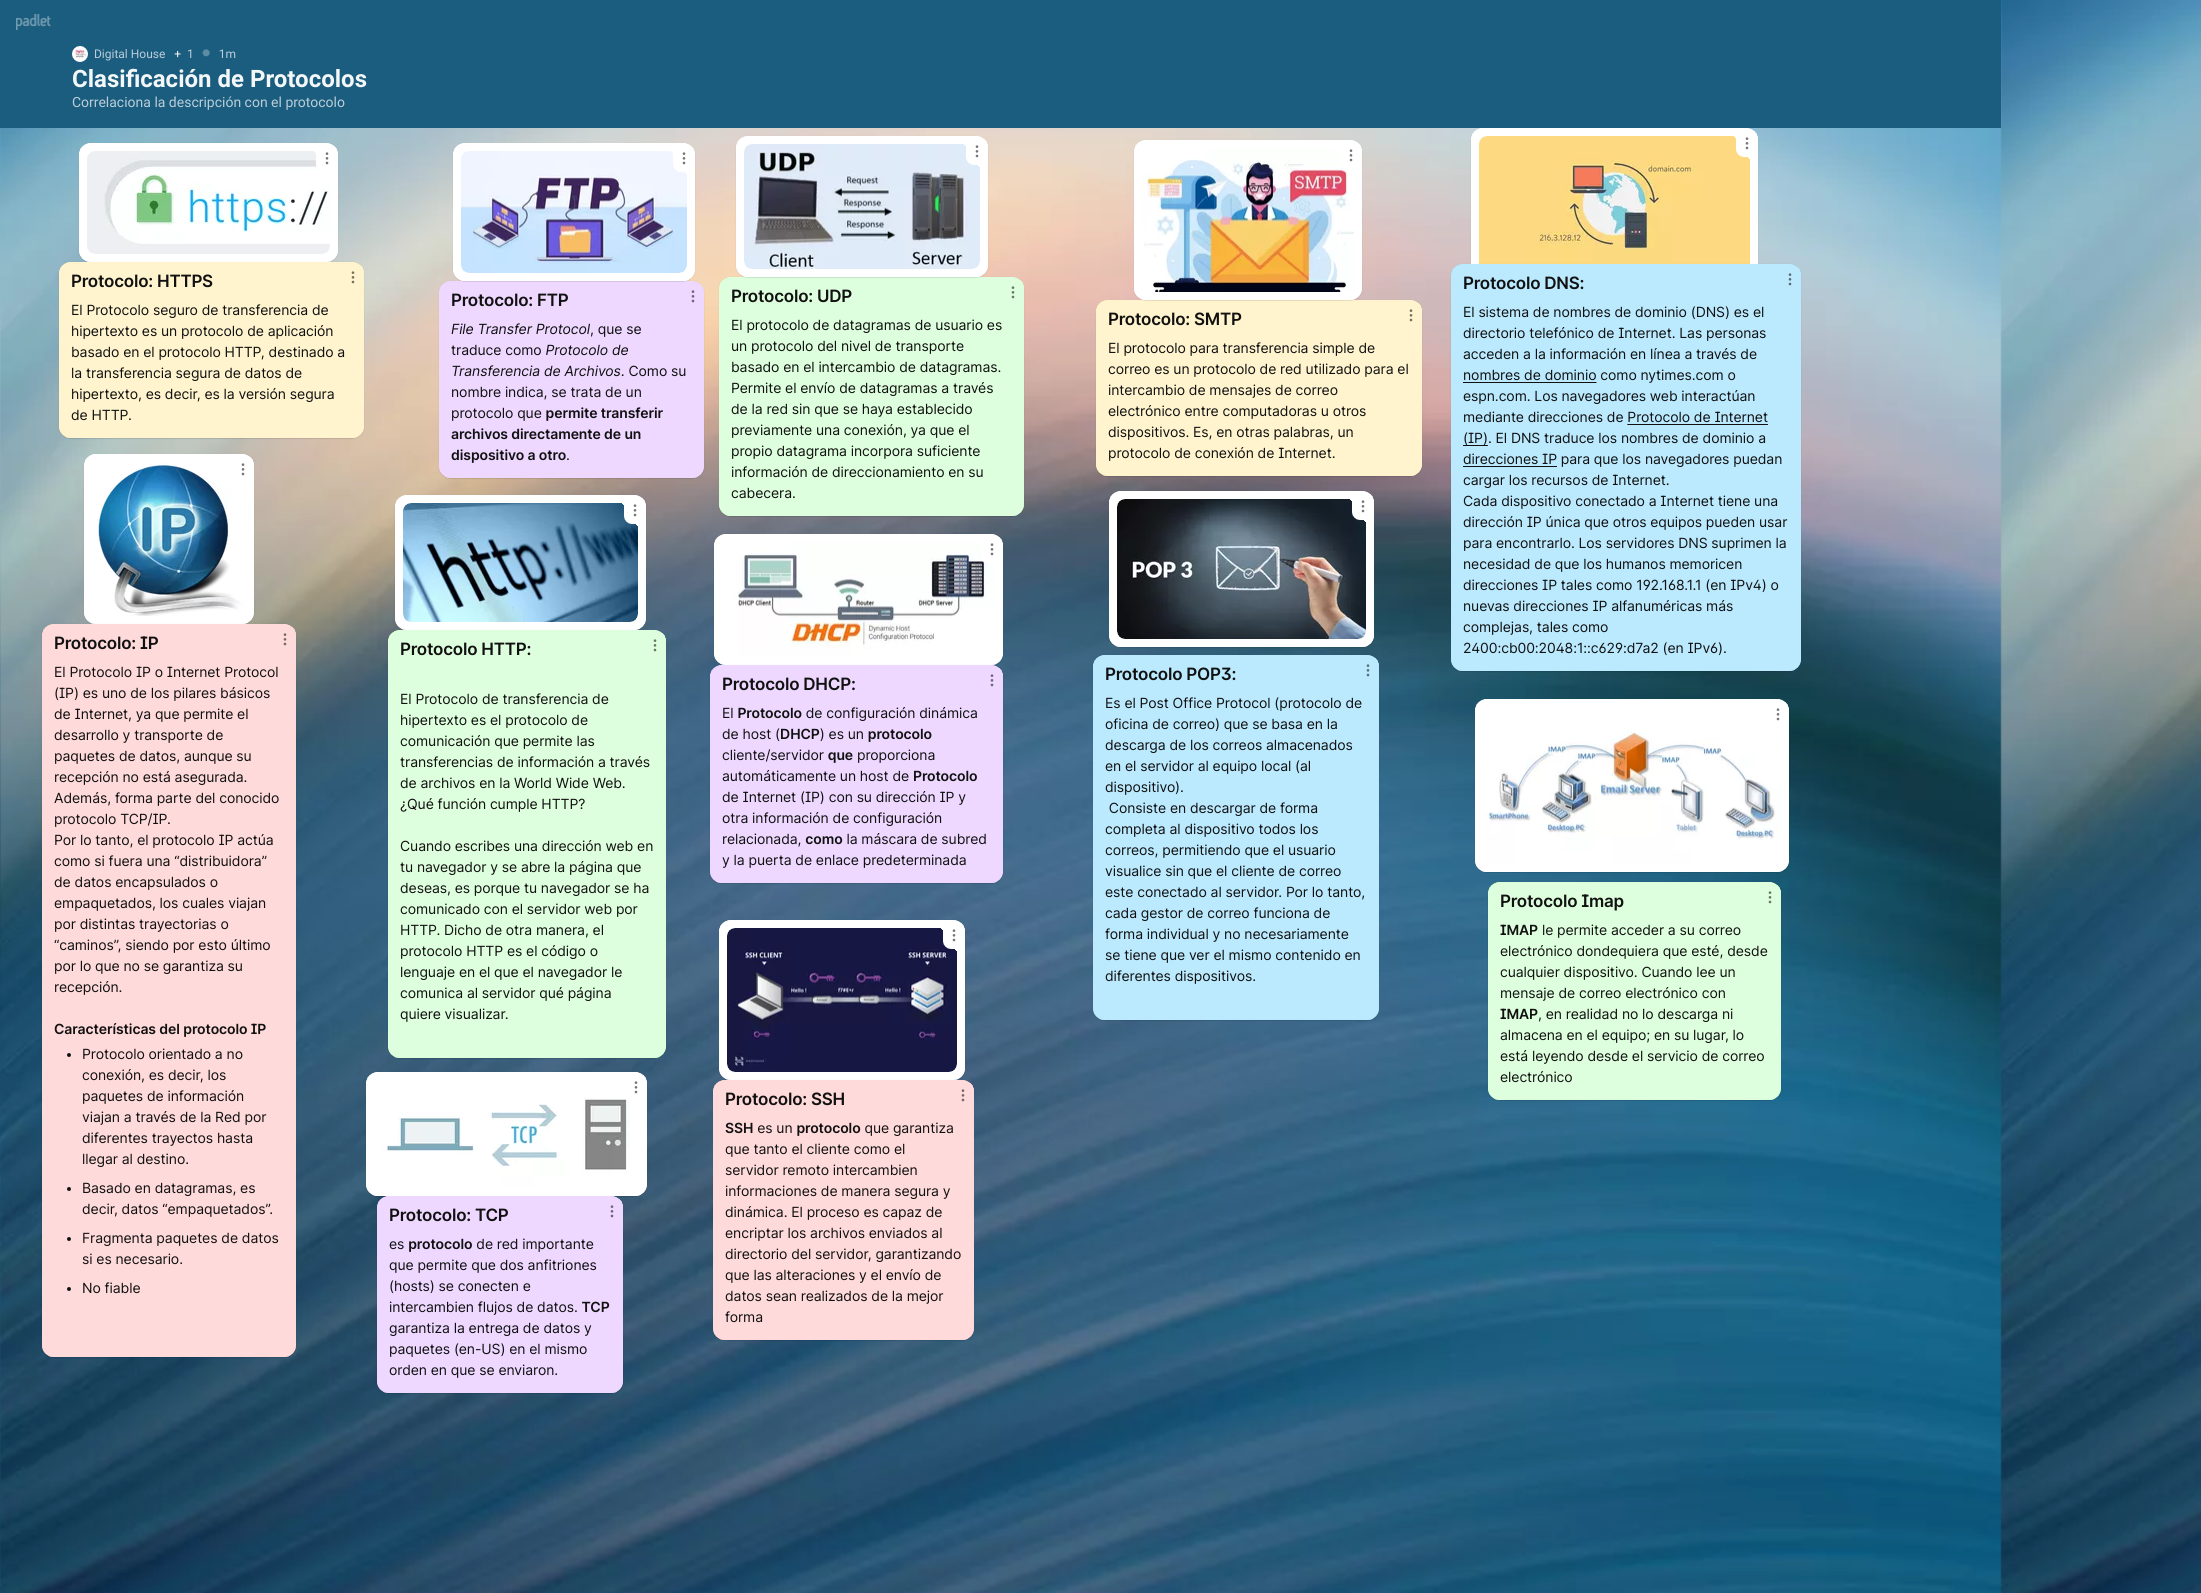 padlet
Digital House + 1 1m
Clasificación de Protocolos
Correlaciona la descripción con el protocolo
https://
Protocolo: HTTPS
El Protocolo seguro de transferencia de
hipertexto es un protocolo de aplicación
basado en el protocolo HTTP, destinado a
la transferencia segura de datos de
hipertexto, es decir, es la versión segura
de HTTP.
IP
Protocolo: IP
El Protocolo IP o Internet Protocol
(IP) es uno de los pilares básicos
de Internet, ya que permite el
desarrollo y transporte de
paquetes de datos, aunque su
recepción no está asegurada.
Además, forma parte del conocido
protocolo TCP/IP.
Por lo tanto, el protocolo IP actúa
como si fuera una “distribuidora”
de datos encapsulados o
empaquetados, los cuales viajan
por distintas trayectorias o
“caminos”, siendo por esto último
por lo que no se garantiza su
recepción.
Características del protocolo IP
• Protocolo orientado a no
conexión, es decir, los
paquetes de información
viajan a través de la Red por
diferentes trayectos hasta
llegar al destino.
• Basado en datagramas, es
decir, datos “empaquetados”.
• Fragmenta paquetes de datos
si es necesario.
• No fiable
FTP
Protocolo: FTP
File Transfer Protocol, que se
traduce como Protocolo de
Transferencia de Archivos. Como su
nombre indica, se trata de un
protocolo que permite transferir
archivos directamente de un
dispositivo a otro.
http://www
Protocolo HTTP:
El Protocolo de transferencia de
hipertexto es el protocolo de
comunicación que permite las
transferencias de información a través
de archivos en la World Wide Web.
¿Qué función cumple HTTP?
Cuando escribes una dirección web en
tu navegador y se abre la página que
deseas, es porque tu navegador se ha
comunicado con el servidor web por
HTTP. Dicho de otra manera, el
protocolo HTTP es el código o
lenguaje en el que el navegador le
comunica al servidor qué página
quiere visualizar.
TCP
Protocolo: TCP
es protocolo de red importante
que permite que dos anfitriones
(hosts) se conecten e
intercambien flujos de datos. TCP
garantiza la entrega de datos y
paquetes (en-US) en el mismo
orden en que se enviaron.
UDP
Request
Response
Response
Client
Server
Protocolo: UDP
El protocolo de datagramas de usuario es
un protocolo del nivel de transporte
basado en el intercambio de datagramas.
Permite el envío de datagramas a través
de la red sin que se haya establecido
previamente una conexión, ya que el
propio datagrama incorpora suficiente
información de direccionamiento en su
cabecera.
DHCP Client
Router
DHCP Server
DHCP
Dynamic Host
Configuration Protocol
Protocolo DHCP:
El Protocolo de configuración dinámica
de host (DHCP) es un protocolo
cliente/servidor que proporciona
automáticamente un host de Protocolo
de Internet (IP) con su dirección IP y
otra información de configuración
relacionada, como la máscara de subred
y la puerta de enlace predeterminada
SSH CLIENT
SSH SERVER
Hello !
Hello !
Protocolo: SSH
SSH es un protocolo que garantiza
que tanto el cliente como el
servidor remoto intercambien
informaciones de manera segura y
dinámica. El proceso es capaz de
encriptar los archivos enviados al
directorio del servidor, garantizando
que las alteraciones y el envío de
datos sean realizados de la mejor
forma
SMTP
Protocolo: SMTP
El protocolo para transferencia simple de
correo es un protocolo de red utilizado para el
intercambio de mensajes de correo
electrónico entre computadoras u otros
dispositivos. Es, en otras palabras, un
protocolo de conexión de Internet.
POP 3
Protocolo POP3:
Es el Post Office Protocol (protocolo de
oficina de correo) que se basa en la
descarga de los correos almacenados
en el servidor al equipo local (al
dispositivo).
Consiste en descargar de forma
completa al dispositivo todos los
correos, permitiendo que el usuario
visualice sin que el cliente de correo
este conectado al servidor. Por lo tanto,
cada gestor de correo funciona de
forma individual y no necesariamente
se tiene que ver el mismo contenido en
diferentes dispositivos.
domain.com
216.3.128.12
Protocolo DNS:
El sistema de nombres de dominio (DNS) es el
directorio telefónico de Internet. Las personas
acceden a la información en línea a través de
nombres de dominio como nytimes.com o
espn.com. Los navegadores web interactúan
mediante direcciones de Protocolo de Internet
(IP). El DNS traduce los nombres de dominio a
direcciones IP para que los navegadores puedan
cargar los recursos de Internet.
Cada dispositivo conectado a Internet tiene una
dirección IP única que otros equipos pueden usar
para encontrarlo. Los servidores DNS suprimen la
necesidad de que los humanos memoricen
direcciones IP tales como 192.168.1.1 (en IPv4) o
nuevas direcciones IP alfanuméricas más
complejas, tales como
2400:cb00:2048:1::c629:d7a2 (en IPv6).
IMAP
IMAP
IMAP
IMAP
Email Server
SmartPhone
Desktop PC
Tablet
Desktop PC
Protocolo Imap
IMAP le permite acceder a su correo
electrónico dondequiera que esté, desde
cualquier dispositivo. Cuando lee un
mensaje de correo electrónico con
IMAP, en realidad no lo descarga ni
almacena en el equipo; en su lugar, lo
está leyendo desde el servicio de correo
electrónico